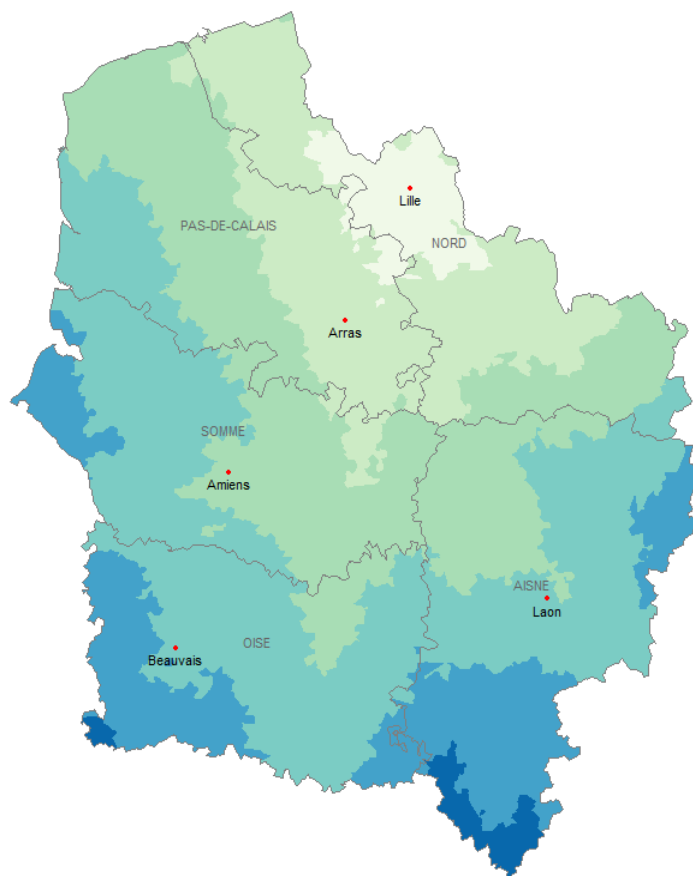 Lille
PAS-DE-CALAIS
NORD
Arras
SOMME
Amiens
AISNE
Laon
OISE
Beauvais